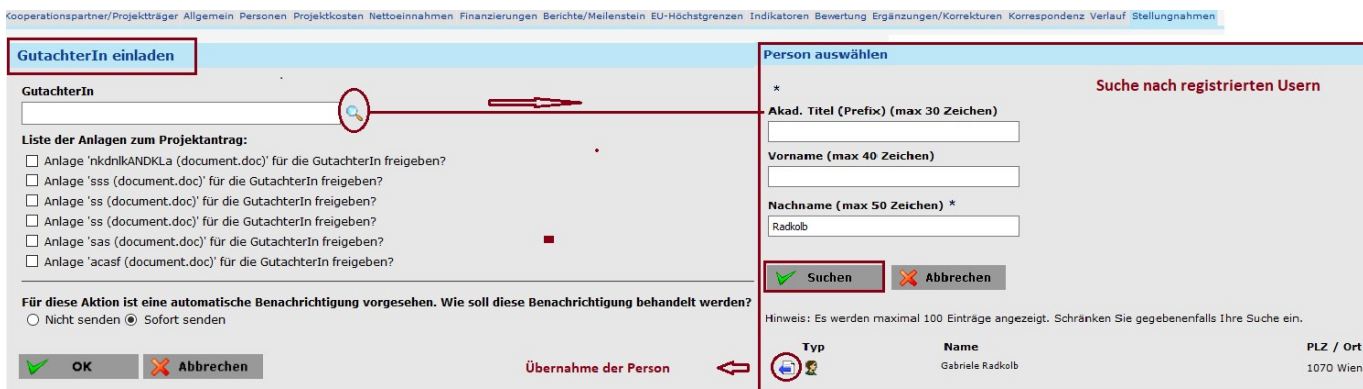 Kooperationspartner/Projektträger Allgemein Personen Projektkosten Nettoeinnahmen Finanzierungen Berichte/Meilenstein EU-Höchstgrenzen Indikatoren Bewertung Ergänzungen/Korrekturen Korrespondenz Verlauf Stellungnahmen
GutachterIn einladen
GutachterIn
Liste der Anlagen zum Projektantrag:
Anlage 'nkdnlkANDKLa (document.doc)' für die GutachterIn freigeben?
Anlage 'sss (document.doc)' für die GutachterIn freigeben?
Anlage 'ss (document.doc)' für die GutachterIn freigeben?
Anlage 'ss (document.doc)' für die GutachterIn freigeben?
Anlage 'sas (document.doc)' für die GutachterIn freigeben?
Anlage 'acasf (document.doc)' für die GutachterIn freigeben?
Für diese Aktion ist eine automatische Benachrichtigung vorgesehen. Wie soll diese Benachrichtigung behandelt werden?
Nicht senden Sofort senden
OK Abbrechen
Übernahme der Person
Person auswählen
* Suche nach registrierten Usern
Akad. Titel (Prefix) (max 30 Zeichen)
Vorname (max 40 Zeichen)
Nachname (max 50 Zeichen) *
Radkolb
Suchen Abbrechen
Hinweis: Es werden maximal 100 Einträge angezeigt. Schränken Sie gegebenenfalls Ihre Suche ein.
Typ Name PLZ / Ort
Gabriele Radkolb 1070 Wien